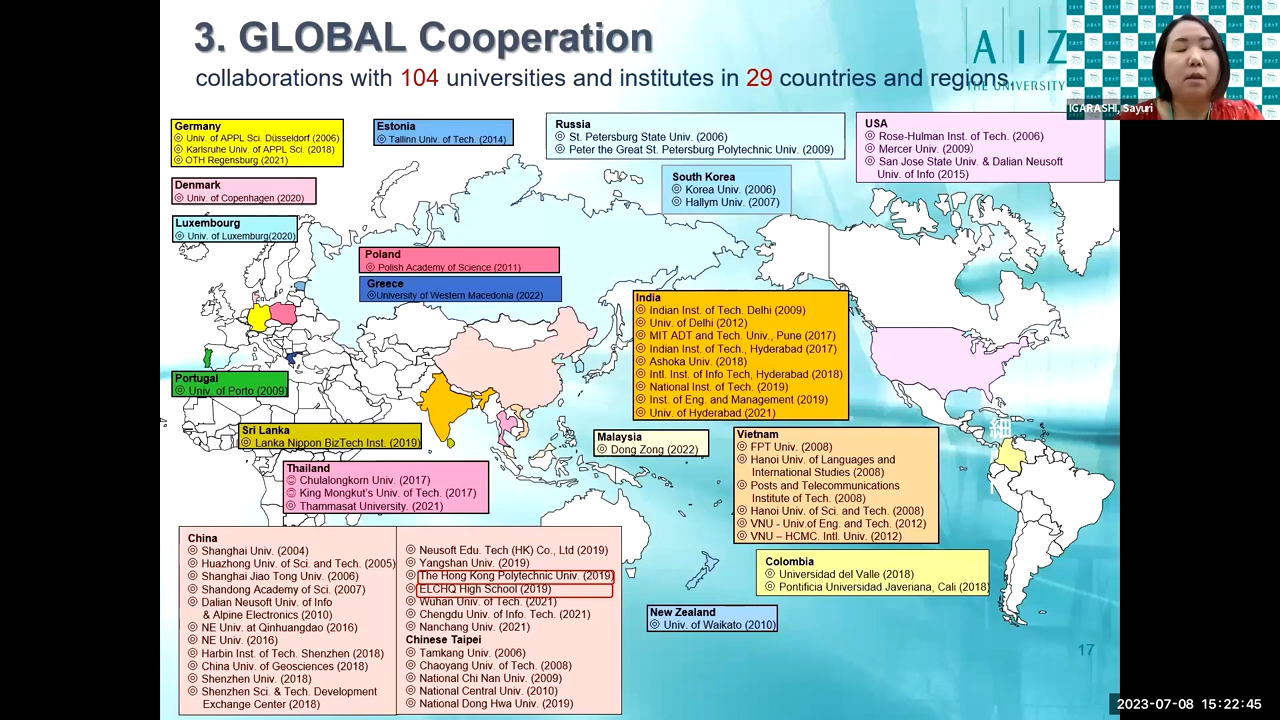 3. GLOBAL Cooperation
collaborations with 104 universities and institutes in 29 countries and regions
AIZ
THE UNIVERSITY
IGARASHI, Sayuri
Germany
◎ Univ. of APPL Sci. Düsseldorf (2006)
◎ Karlsruhe Univ. of APPL Sci. (2018)
◎ OTH Regensburg (2021)
Estonia
◎ Tallinn Univ. of Tech. (2014)
Russia
◎ St. Petersburg State Univ. (2006)
◎ Peter the Great St. Petersburg Polytechnic Univ. (2009)
USA
◎ Rose-Hulman Inst. of Tech. (2006)
◎ Mercer Univ. (2009)
◎ San Jose State Univ. & Dalian Neusoft
Univ. of Info (2015)
Denmark
◎ Univ. of Copenhagen (2020)
South Korea
◎ Korea Univ. (2006)
◎ Hallym Univ. (2007)
Luxembourg
◎ Univ. of Luxemburg(2020)
Poland
◎ Polish Academy of Science (2011)
Greece
◎University of Western Macedonia (2022)
India
◎ Indian Inst. of Tech. Delhi (2009)
◎ Univ. of Delhi (2012)
◎ MIT ADT and Tech. Univ., Pune (2017)
◎ Indian Inst. of Tech., Hyderabad (2017)
◎ Ashoka Univ. (2018)
◎ Intl. Inst. of Info Tech, Hyderabad (2018)
◎ National Inst. of Tech. (2019)
◎ Inst. of Eng. and Management (2019)
◎ Univ. of Hyderabad (2021)
Portugal
◎ Univ. of Porto (2009)
Sri Lanka
◎ Lanka Nippon BizTech Inst. (2019)
Malaysia
◎ Dong Zong (2022)
Vietnam
◎ FPT Univ. (2008)
◎ Hanoi Univ. of Languages and
International Studies (2008)
◎ Posts and Telecommunications
Institute of Tech. (2008)
◎ Hanoi Univ. of Sci. and Tech. (2008)
◎ VNU - Univ.of Eng. and Tech. (2012)
◎ VNU – HCMC. Intl. Univ. (2012)
Thailand
◎ Chulalongkorn Univ. (2017)
◎ King Mongkut's Univ. of Tech. (2017)
◎ Thammasat University. (2021)
China
◎ Shanghai Univ. (2004)
◎ Huazhong Univ. of Sci. and Tech. (2005)
◎ Shanghai Jiao Tong Univ. (2006)
◎ Shandong Academy of Sci. (2007)
◎ Dalian Neusoft Univ. of Info
& Alpine Electronics (2010)
◎ NE Univ. at Qinhuangdao (2016)
◎ NE Univ. (2016)
◎ Harbin Inst. of Tech. Shenzhen (2018)
◎ China Univ. of Geosciences (2018)
◎ Shenzhen Univ. (2018)
◎ Shenzhen Sci. & Tech. Development
Exchange Center (2018)
◎ Neusoft Edu. Tech (HK) Co., Ltd (2019)
◎ Yangshan Univ. (2019)
◎ The Hong Kong Polytechnic Univ. (2019)
◎ ELCHQ High School (2019)
◎ Wuhan Univ. of Tech. (2021)
◎ Chengdu Univ. of Info. Tech. (2021)
◎ Nanchang Univ. (2021)
Chinese Taipei
◎ Tamkang Univ. (2006)
◎ Chaoyang Univ. of Tech. (2008)
◎ National Chi Nan Univ. (2009)
◎ National Central Univ. (2010)
◎ National Dong Hwa Univ. (2019)
Colombia
◎ Universidad del Valle (2018)
◎ Pontificia Universidad Javeriana, Cali (2018)
New Zealand
◎ Univ. of Waikato (2010)
17
2023-07-08 15:22:45